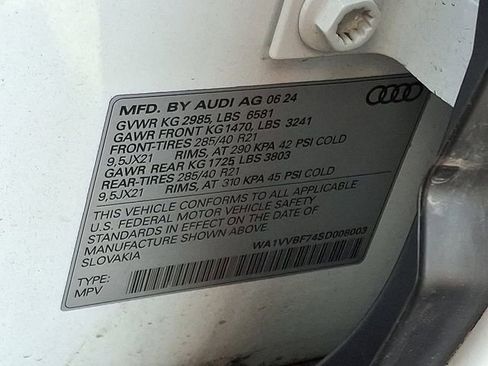 MFD. BY AUDI AG 06 24
GVWR KG 2985, LBS 6581
GAWR FRONT KG 1470, LBS 3241
FRONT-TIRES 285/40 R21
9,5JX21 RIMS, AT 290 KPA 42 PSI COLD
GAWR REAR KG 1725 LBS 3803
REAR-TIRES 285/40 R21
9,5JX21 RIMS, AT 310 KPA 45 PSI COLD
THIS VEHICLE CONFORMS TO ALL APPLICABLE
U.S. FEDERAL MOTOR VEHICLE SAFETY
STANDARDS IN EFFECT ON THE DATE OF
MANUFACTURE SHOWN ABOVE
SLOVAKIA
WA1VVBF74SD008003
TYPE:
MPV